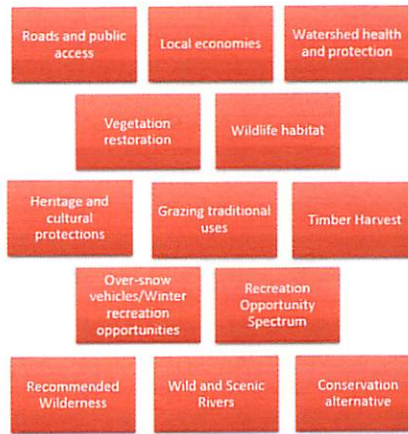 Roads and public
access
Local economies
Watershed health
and protection
Vegetation
restoration
Wildlife habitat
Heritage and
cultural
protections
Grazing traditional
uses
Timber Harvest
Over-snow
vehicles/Winter
recreation
opportunities
Recreation
Opportunity
Spectrum
Recommended
Wilderness
Wild and Scenic
Rivers
Conservation
alternative